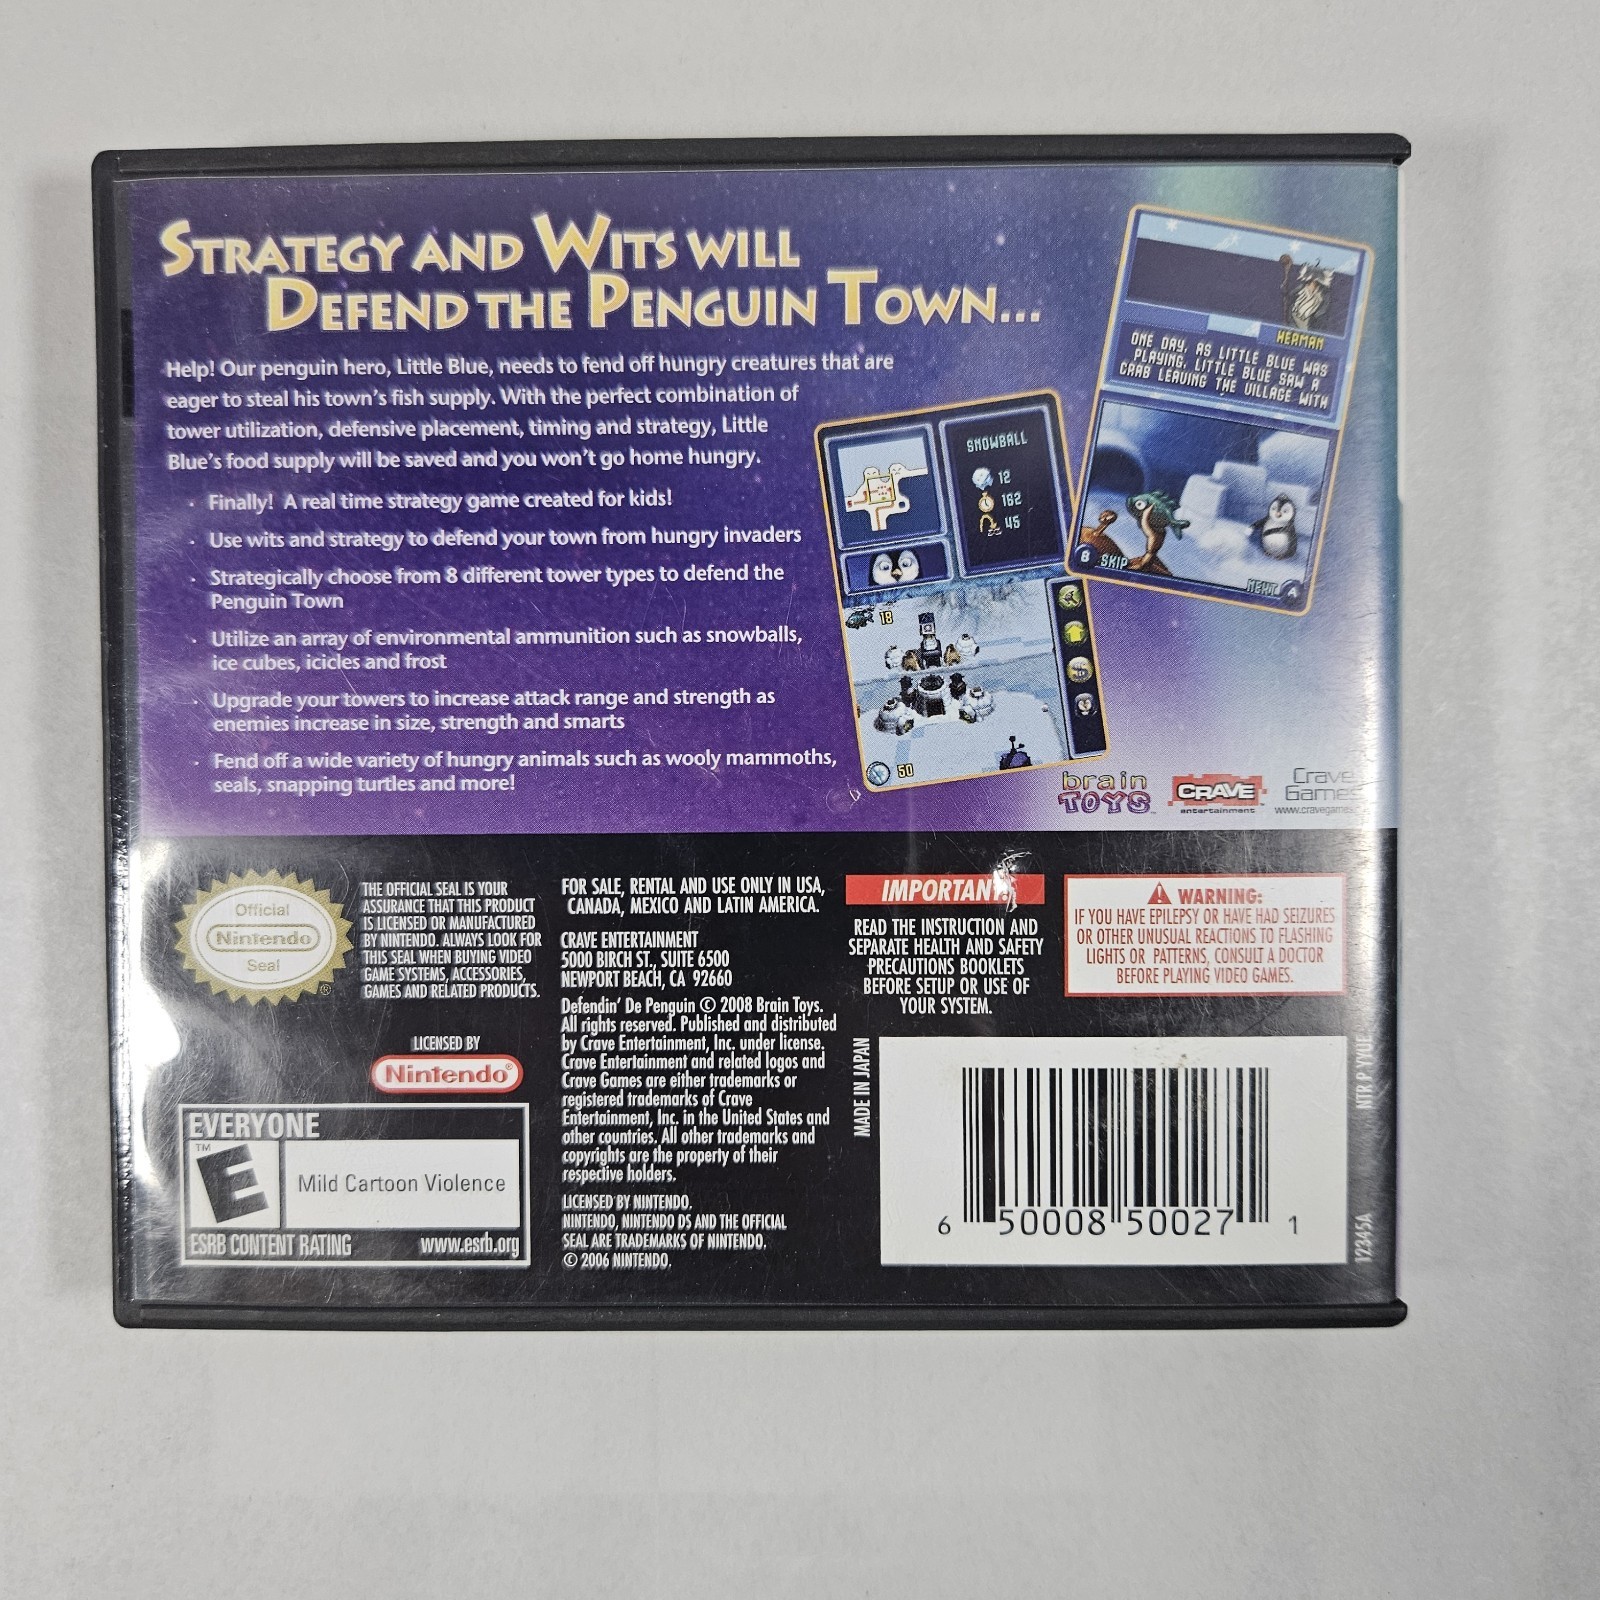 STRATEGY AND WITS WILL
DEFEND THE PENGUIN TOWN...
Help! Our penguin hero, Little Blue, needs to fend off hungry creatures that are
eager to steal his town's fish supply. With the perfect combination of
tower utilization, defensive placement, timing and strategy, Little
Blue's food supply will be saved and you won't go home hungry.
· Finally! A real time strategy game created for kids!
· Use wits and strategy to defend your town from hungry invaders
· Strategically choose from 8 different tower types to defend the
Penguin Town
· Utilize an array of environmental ammunition such as snowballs,
ice cubes, icicles and frost
· Upgrade your towers to increase attack range and strength as
enemies increase in size, strength and smarts
· Fend off a wide variety of hungry animals such as wooly mammoths,
seals, snapping turtles and more!
SNOWBALL
12
162
45
18
50
HERMAN
ONE DAY, AS LITTLE BLUE WAS
PLAYING, LITTLE BLUE SAW A
CRAB LEAVING THE VILLAGE WITH
B SKIP
NEXT A
brain
TOYS
CRAVE
entertainment
Crave
Games
www.cravegames
Official
Nintendo
Seal
THE OFFICIAL SEAL IS YOUR
ASSURANCE THAT THIS PRODUCT
IS LICENSED OR MANUFACTURED
BY NINTENDO. ALWAYS LOOK FOR
THIS SEAL WHEN BUYING VIDEO
GAME SYSTEMS, ACCESSORIES,
GAMES AND RELATED PRODUCTS.
LICENSED BY
Nintendo®
EVERYONE
E
™
Mild Cartoon Violence
ESRB CONTENT RATING www.esrb.org
FOR SALE, RENTAL AND USE ONLY IN USA,
CANADA, MEXICO AND LATIN AMERICA.
CRAVE ENTERTAINMENT
5000 BIRCH ST., SUITE 6500
NEWPORT BEACH, CA 92660
Defendin' De Penguin © 2008 Brain Toys.
All rights reserved. Published and distributed
by Crave Entertainment, Inc. under license.
Crave Entertainment and related logos and
Crave Games are either trademarks or
registered trademarks of Crave
Entertainment, Inc. in the United States and
other countries. All other trademarks and
copyrights are the property of their
respective holders.
LICENSED BY NINTENDO.
NINTENDO, NINTENDO DS AND THE OFFICIAL
SEAL ARE TRADEMARKS OF NINTENDO.
© 2006 NINTENDO.
IMPORTANT:
READ THE INSTRUCTION AND
SEPARATE HEALTH AND SAFETY
PRECAUTIONS BOOKLETS
BEFORE SETUP OR USE OF
YOUR SYSTEM.
WARNING:
IF YOU HAVE EPILEPSY OR HAVE HAD SEIZURES
OR OTHER UNUSUAL REACTIONS TO FLASHING
LIGHTS OR PATTERNS, CONSULT A DOCTOR
BEFORE PLAYING VIDEO GAMES.
MADE IN JAPAN
6 50008 50027 1
12345A